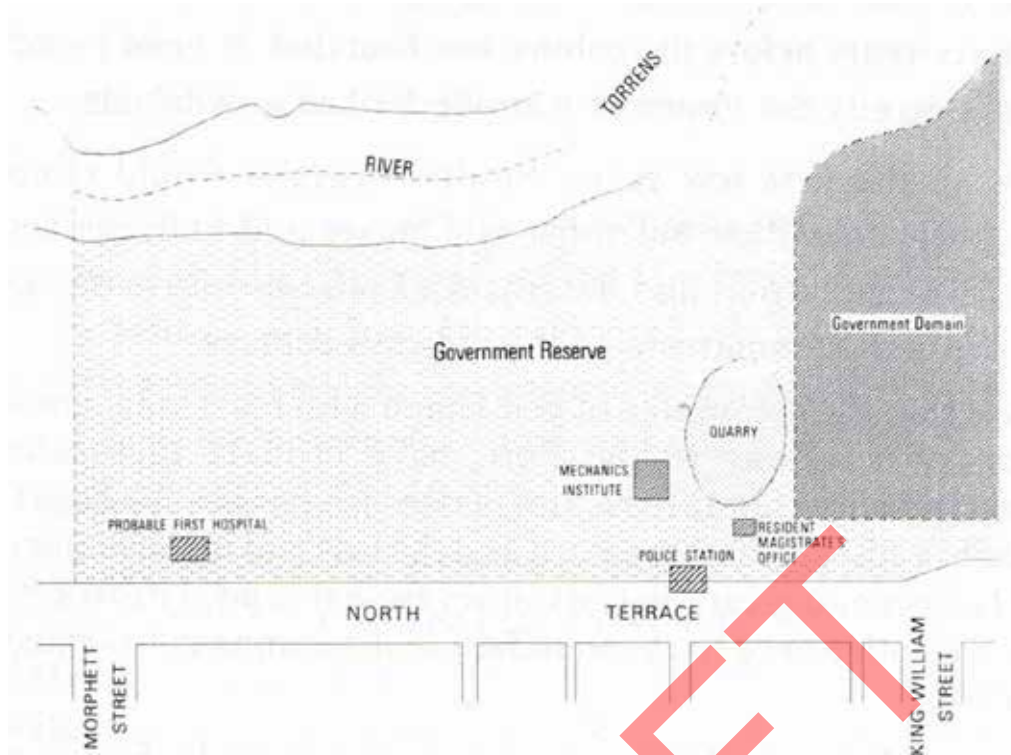 TORRENS
RIVER
Government Domain
Government Reserve
QUARRY
MECHANICS
INSTITUTE
PROBABLE FIRST HOSPITAL
RESIDENT
MAGISTRATE'S
OFFICE
POLICE STATION
NORTH TERRACE
MORPHETT
STREET
KING WILLIAM
STREET